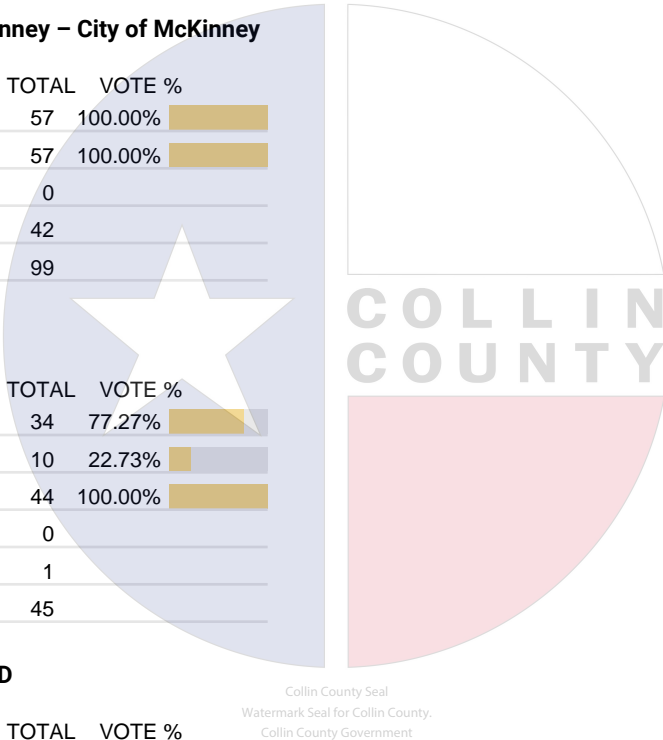 nney – City of McKinney
TOTAL VOTE %
57 100.00%
57 100.00%
0
42
99
COLLIN
COUNTY
TOTAL VOTE %
34 77.27%
10 22.73%
44 100.00%
0
1
45
D
Collin County Seal
Watermark Seal for Collin County.
Collin County Government
TOTAL VOTE %